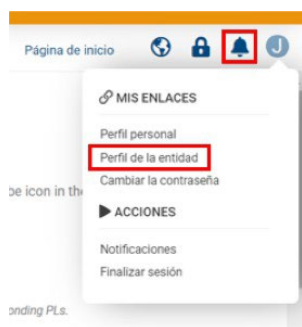 Página de inicio
J
MIS ENLACES
Perfil personal
Perfil de la entidad
be icon in the
Cambiar la contraseña
ACCIONES
Notificaciones
Finalizar sesión
onding PLs.